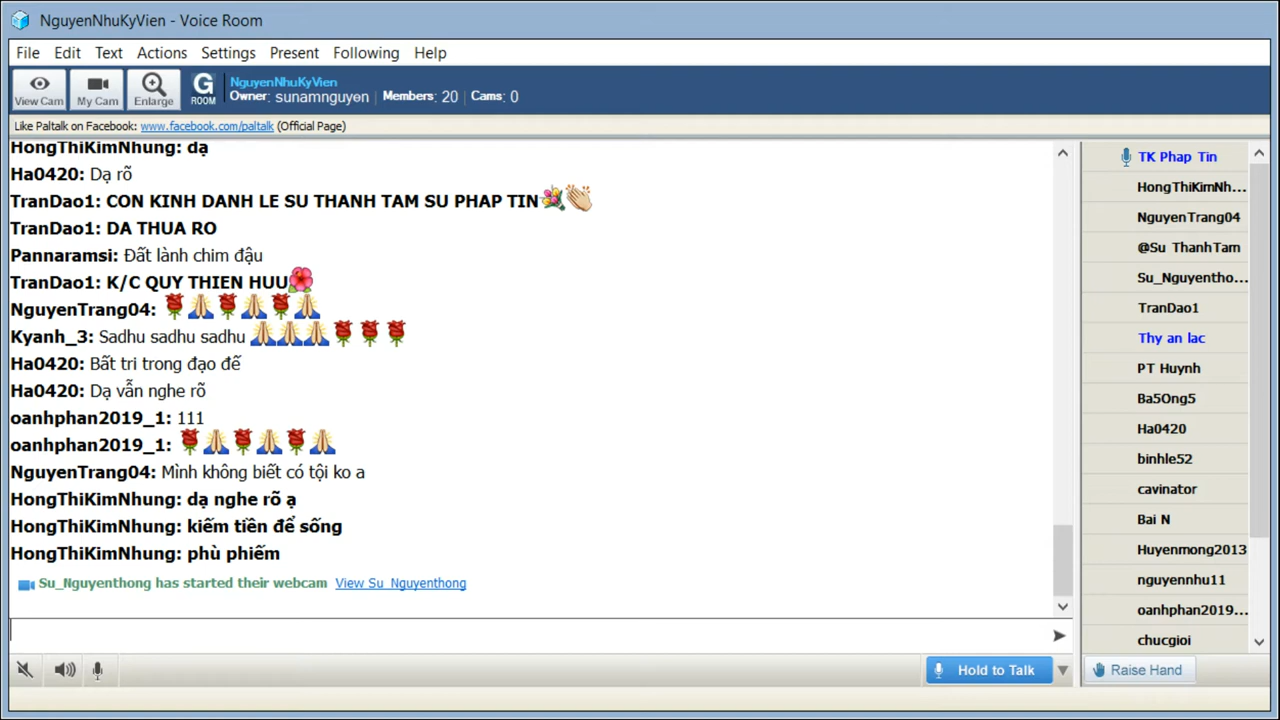 NguyenNhuKyVien - Voice Room
File Edit Text Actions Settings Present Following Help
View Cam My Cam Enlarge G ROOM
NguyenNhuKyVien
Owner: sunamnguyen | Members: 20 | Cams: 0
Like Paltalk on Facebook: www.facebook.com/paltalk (Official Page)
HongThiKimNhung: dạ
Ha0420: Dạ rõ
TranDao1: CON KINH DANH LE SU THANH TAM SU PHAP TIN
TranDao1: DA THUA RO
Pannaramsi: Đất lành chim đậu
TranDao1: K/C QUY THIEN HUU
NguyenTrang04:
Kyanh_3: Sadhu sadhu sadhu
Ha0420: Bất tri trong đạo đế
Ha0420: Dạ vẫn nghe rõ
oanhphan2019_1: 111
oanhphan2019_1:
NguyenTrang04: Mình không biết có tội ko a
HongThiKimNhung: dạ nghe rõ ạ
HongThiKimNhung: kiếm tiền để sống
HongThiKimNhung: phù phiếm
Su_Nguyenthong has started their webcam View Su_Nguyenthong
TK Phap Tin
HongThiKimNh...
NguyenTrang04
@Su ThanhTam
Su_Nguyentho...
TranDao1
Thy an lac
PT Huynh
Ba5Ong5
Ha0420
binhle52
cavinator
Bai N
Huyenmong2013
nguyennhu11
oanhphan2019...
chucgioi
Hold to Talk
Raise Hand